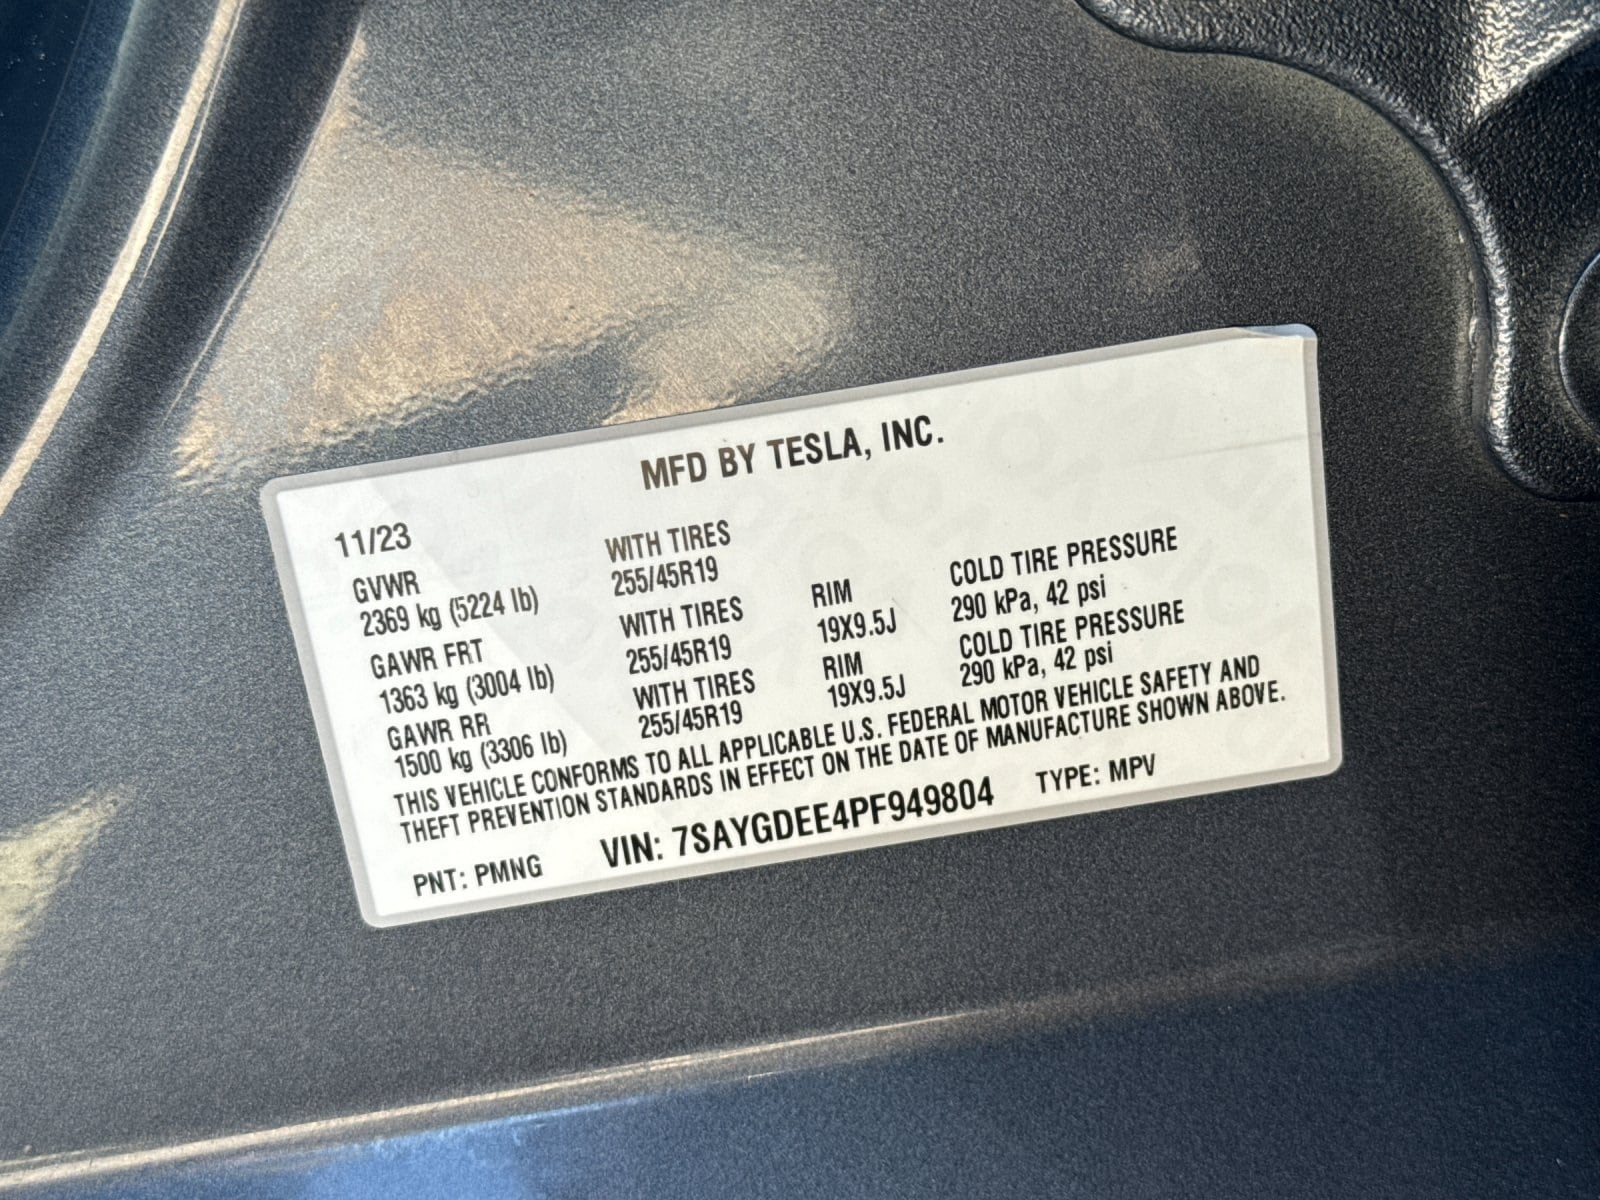 MFD BY TESLA, INC.
11/23
GVWR WITH TIRES
2369 kg (5224 lb) 255/45R19
GAWR FRT WITH TIRES RIM COLD TIRE PRESSURE
1363 kg (3004 lb) 255/45R19 19X9.5J 290 kPa, 42 psi
GAWR RR WITH TIRES RIM COLD TIRE PRESSURE
1500 kg (3306 lb) 255/45R19 19X9.5J 290 kPa, 42 psi
THIS VEHICLE CONFORMS TO ALL APPLICABLE U.S. FEDERAL MOTOR VEHICLE SAFETY AND
THEFT PREVENTION STANDARDS IN EFFECT ON THE DATE OF MANUFACTURE SHOWN ABOVE.
PNT: PMNG VIN: 7SAYGDEE4PF949804 TYPE: MPV